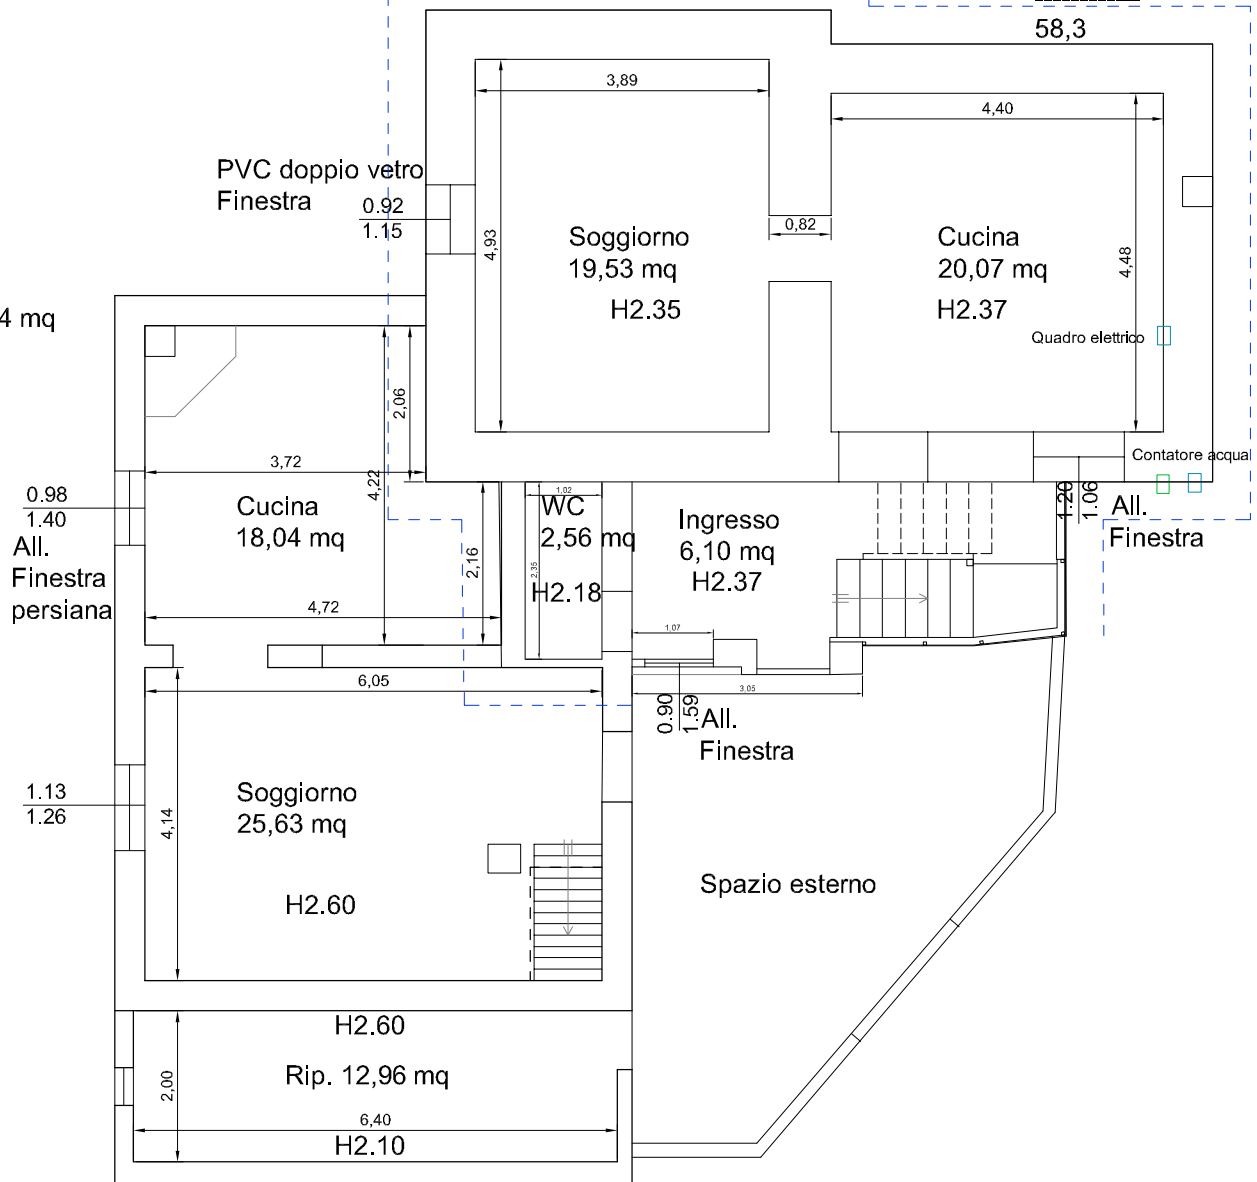 58,3
3,89
4,40
PVC doppio vetro
Finestra
0.92
1.15
4,93
0,82
Soggiorno
19,53 mq
H2.35
Cucina
20,07 mq
H2.37
4,48
Quadro elettrico
4 mq
2,06
3,72
4,22
Contatore acqua
0.98
1.40
All.
Finestra
persiana
Cucina
18,04 mq
2,16
4,72
1,02
WC
2,56 mq
2,35
H2.18
Ingresso
6,10 mq
H2.37
1.20
1.06
All.
Finestra
1,07
6,05
3,05
0.90
1.59
All.
Finestra
1.13
1.26
4,14
Soggiorno
25,63 mq
H2.60
Spazio esterno
H2.60
Rip. 12,96 mq
2,00
6,40
H2.10